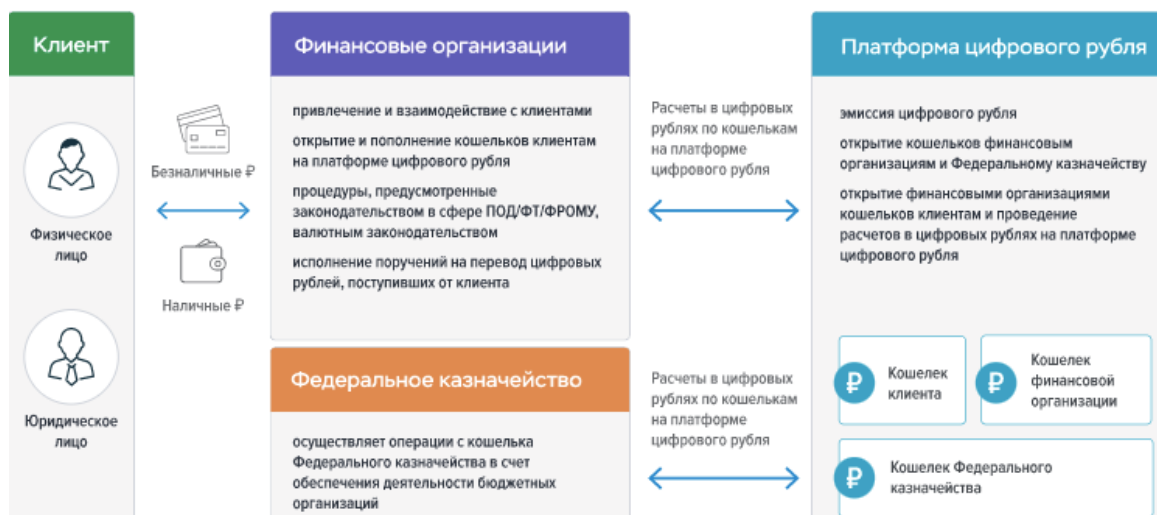 Клиент
Физическое
лицо
Юридическое
лицо
Безналичные ₽
Наличные ₽
Финансовые организации
привлечение и взаимодействие с клиентами
открытие и пополнение кошельков клиентам
на платформе цифрового рубля
процедуры, предусмотренные
законодательством в сфере ПОД/ФТ/ФРОМУ,
валютным законодательством
исполнение поручений на перевод цифровых
рублей, поступивших от клиента
Федеральное казначейство
осуществляет операции с кошелька
Федерального казначейства в счет
обеспечения деятельности бюджетных
организаций
Расчеты в цифровых
рублях по кошелькам
на платформе
цифрового рубля
Расчеты в цифровых
рублях по кошелькам
на платформе
цифрового рубля
Платформа цифрового рубля
эмиссия цифрового рубля
открытие кошельков финансовым
организациям и Федеральному казначейству
открытие финансовыми организациями
кошельков клиентам и проведение
расчетов в цифровых рублях на платформе
цифрового рубля
₽
Кошелек
клиента
₽
Кошелек
финансовой
организации
₽
Кошелек Федерального
казначейства